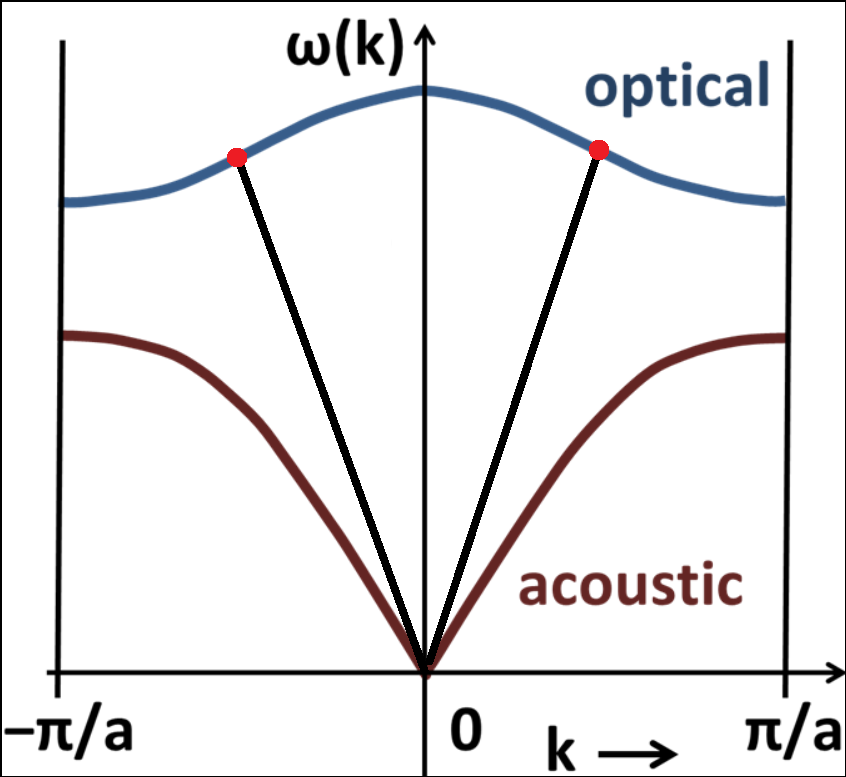 ω(k)
optical
acoustic
–π/a
0
k →
π/a